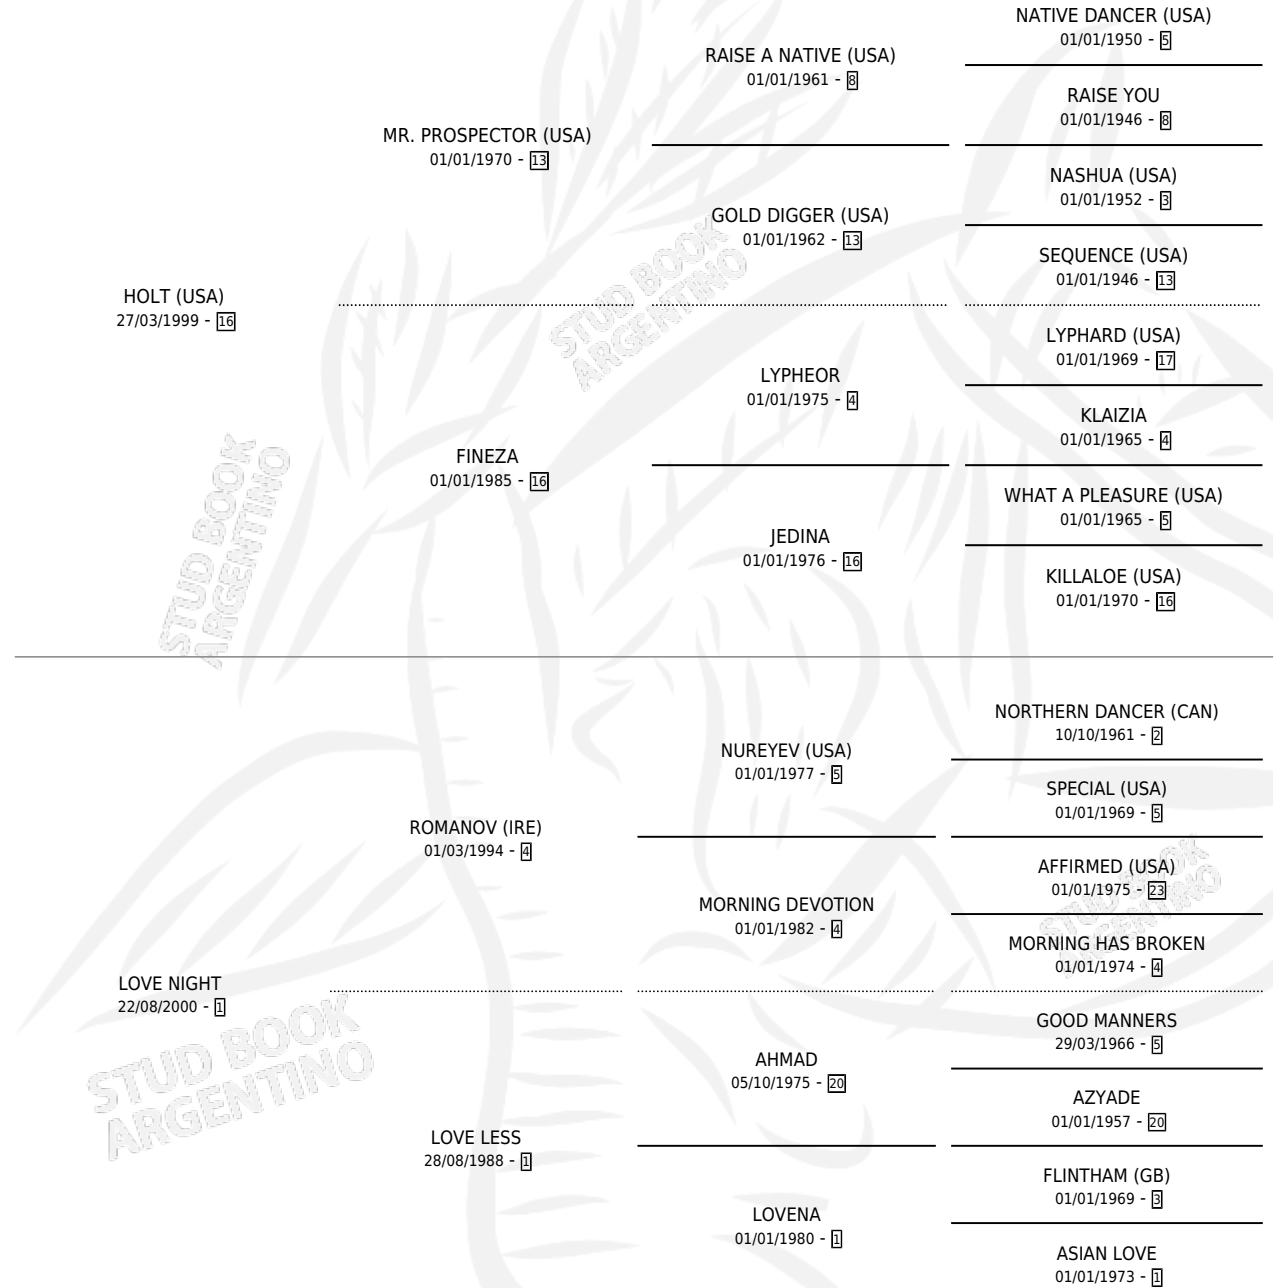 NATIVE DANCER (USA)
01/01/1950 - 5
RAISE A NATIVE (USA)
01/01/1961 - 8
RAISE YOU
01/01/1946 - 8
MR. PROSPECTOR (USA)
01/01/1970 - 13
NASHUA (USA)
01/01/1952 - 3
GOLD DIGGER (USA)
01/01/1962 - 13
SEQUENCE (USA)
01/01/1946 - 13
HOLT (USA)
27/03/1999 - 16
STUD BOOK
ARGENTINO
LYPHARD (USA)
01/01/1969 - 17
LYPHEOR
01/01/1975 - 4
KLAIZIA
01/01/1965 - 4
FINEZA
01/01/1985 - 16
WHAT A PLEASURE (USA)
01/01/1965 - 5
JEDINA
01/01/1976 - 16
KILLALOE (USA)
01/01/1970 - 16
STUD BOOK
ARGENTINO
NORTHERN DANCER (CAN)
10/10/1961 - 2
NUREYEV (USA)
01/01/1977 - 5
SPECIAL (USA)
01/01/1969 - 5
ROMANOV (IRE)
01/03/1994 - 4
AFFIRMED (USA)
01/01/1975 - 23
MORNING DEVOTION
01/01/1982 - 4
STUD BOOK
ARGENTINO
MORNING HAS BROKEN
01/01/1974 - 4
LOVE NIGHT
22/08/2000 - 1
STUD BOOK
ARGENTINO
GOOD MANNERS
29/03/1966 - 5
AHMAD
05/10/1975 - 20
AZYADE
01/01/1957 - 20
LOVE LESS
28/08/1988 - 1
FLINTHAM (GB)
01/01/1969 - 3
LOVENA
01/01/1980 - 1
ASIAN LOVE
01/01/1973 - 1